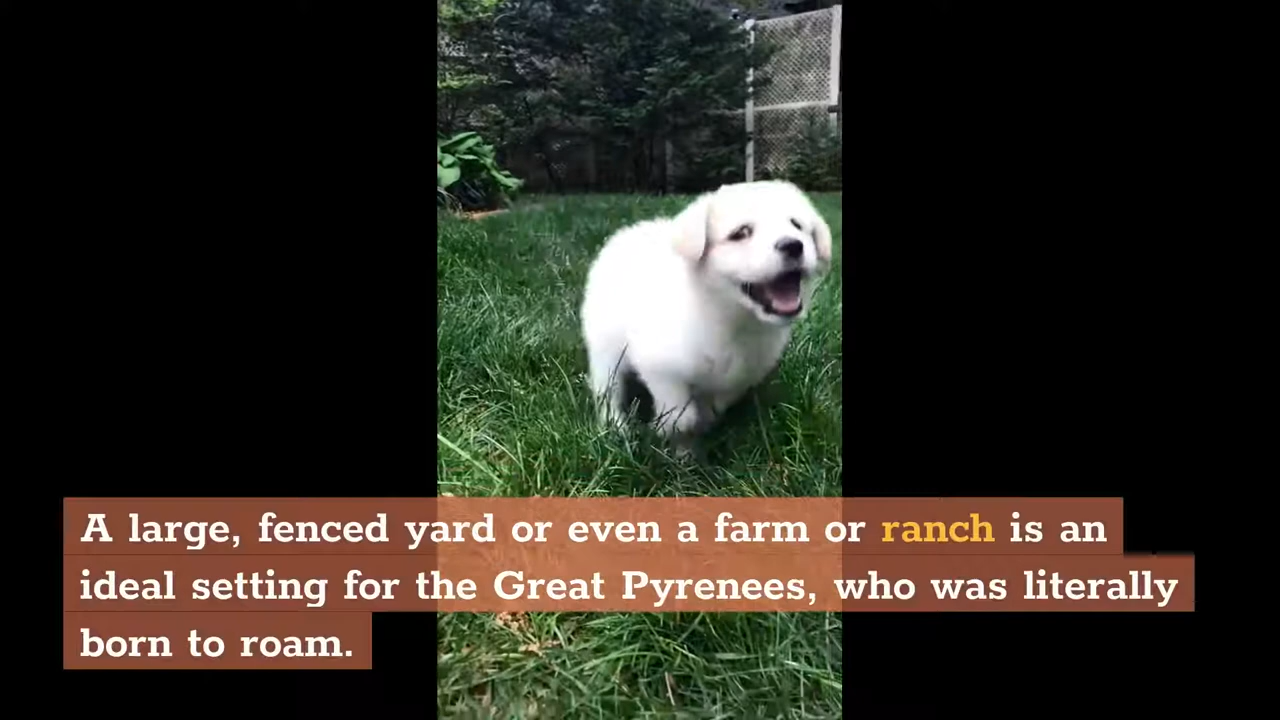 A large, fenced yard or even a farm or ranch is an
ideal setting for the Great Pyrenees, who was literally
born to roam.